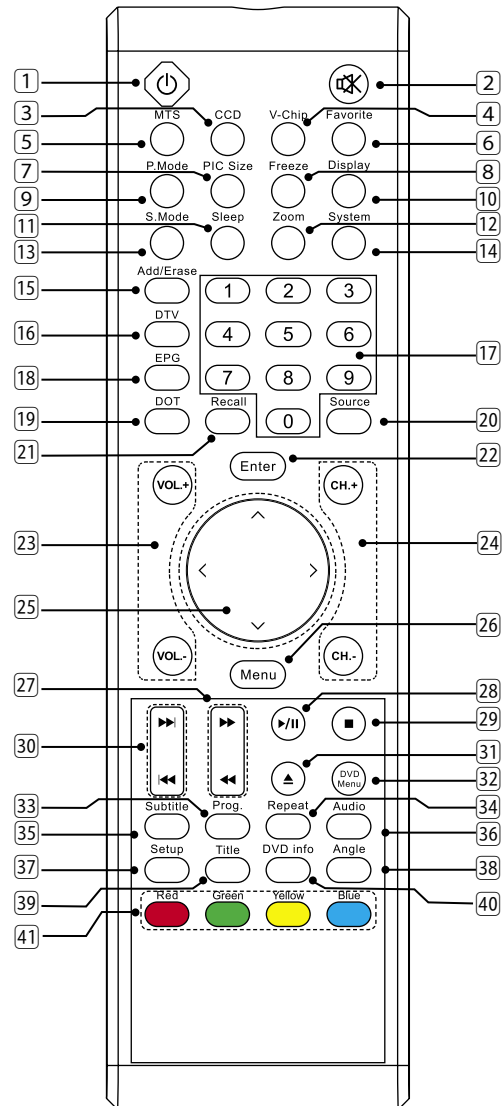 1 2
3 4
MTS CCD V-Chip Favorite
5 6
7 8
P.Mode PIC Size Freeze Display
9 10
11 12
S.Mode Sleep Zoom System
13 14
Add/Erase
15 1 2 3
DTV
16 4 5 6
17
EPG
18 7 8 9
DOT Recall Source
19 0 20
21 22
Enter
VOL.+ CH.+
23 24
25
26
VOL.- CH.-
Menu
27 28
29
30 31
DVD
Menu
32
33 34
Subtitle Prog. Repeat Audio
35 36
Setup Title DVD info Angle
37 38
39 40
Red Green Yellow Blue
41